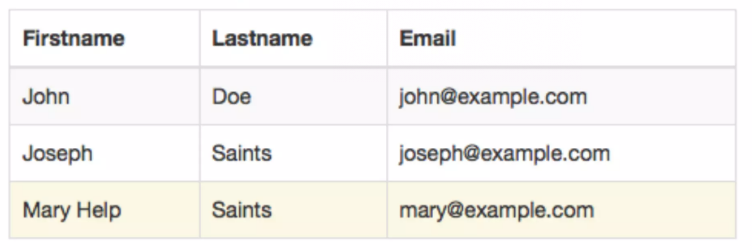 Firstname Lastname Email
John Doe john@example.com
Joseph Saints joseph@example.com
Mary Help Saints mary@example.com